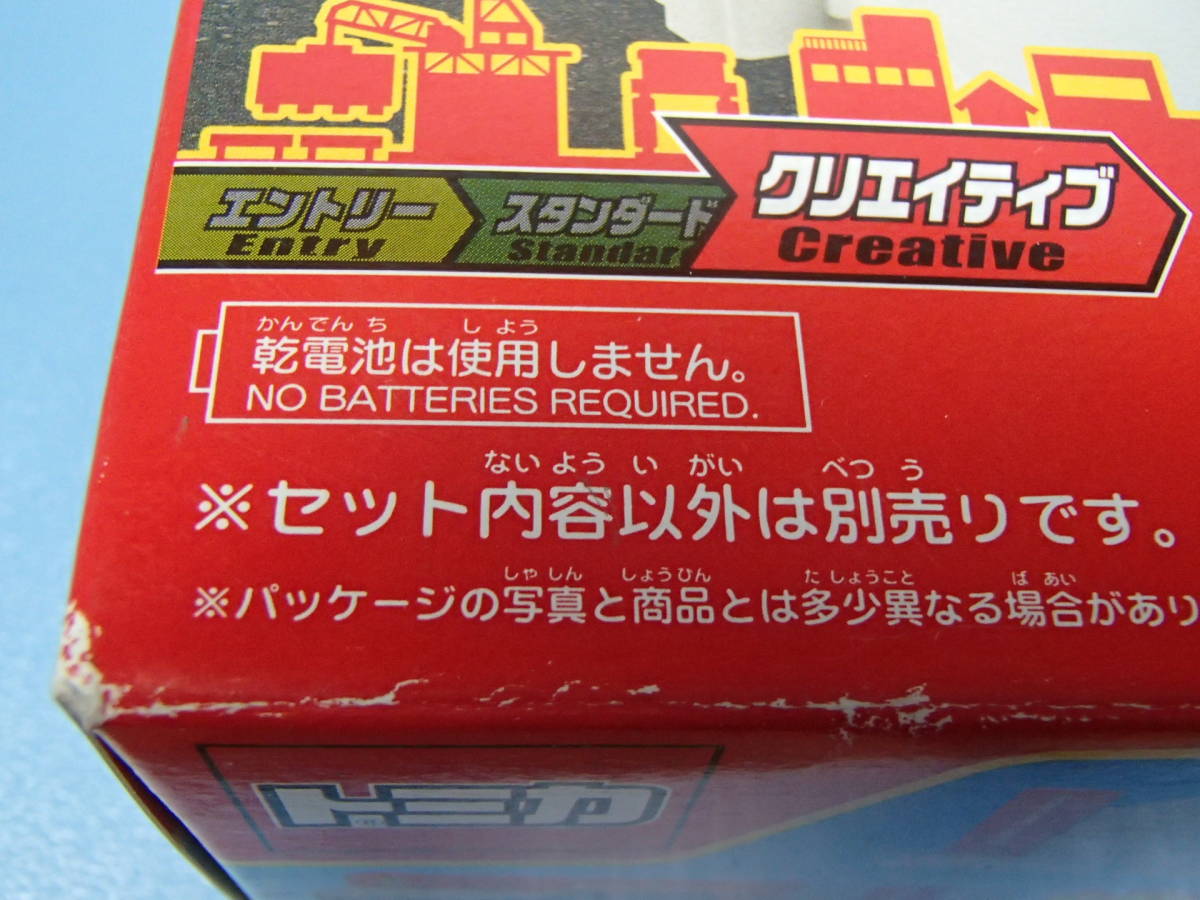 エントリー スタンダード クリエイティブ
Entry Standar Creative
かんでんち しよう
乾電池は使用しません。
NO BATTERIES REQUIRED.
ないよう いがい べつう
※セット内容以外は別売りです。
しゃしん しょうひん たしょうこと ばあい
※パッケージの写真と商品とは多少異なる場合があり
トミカ